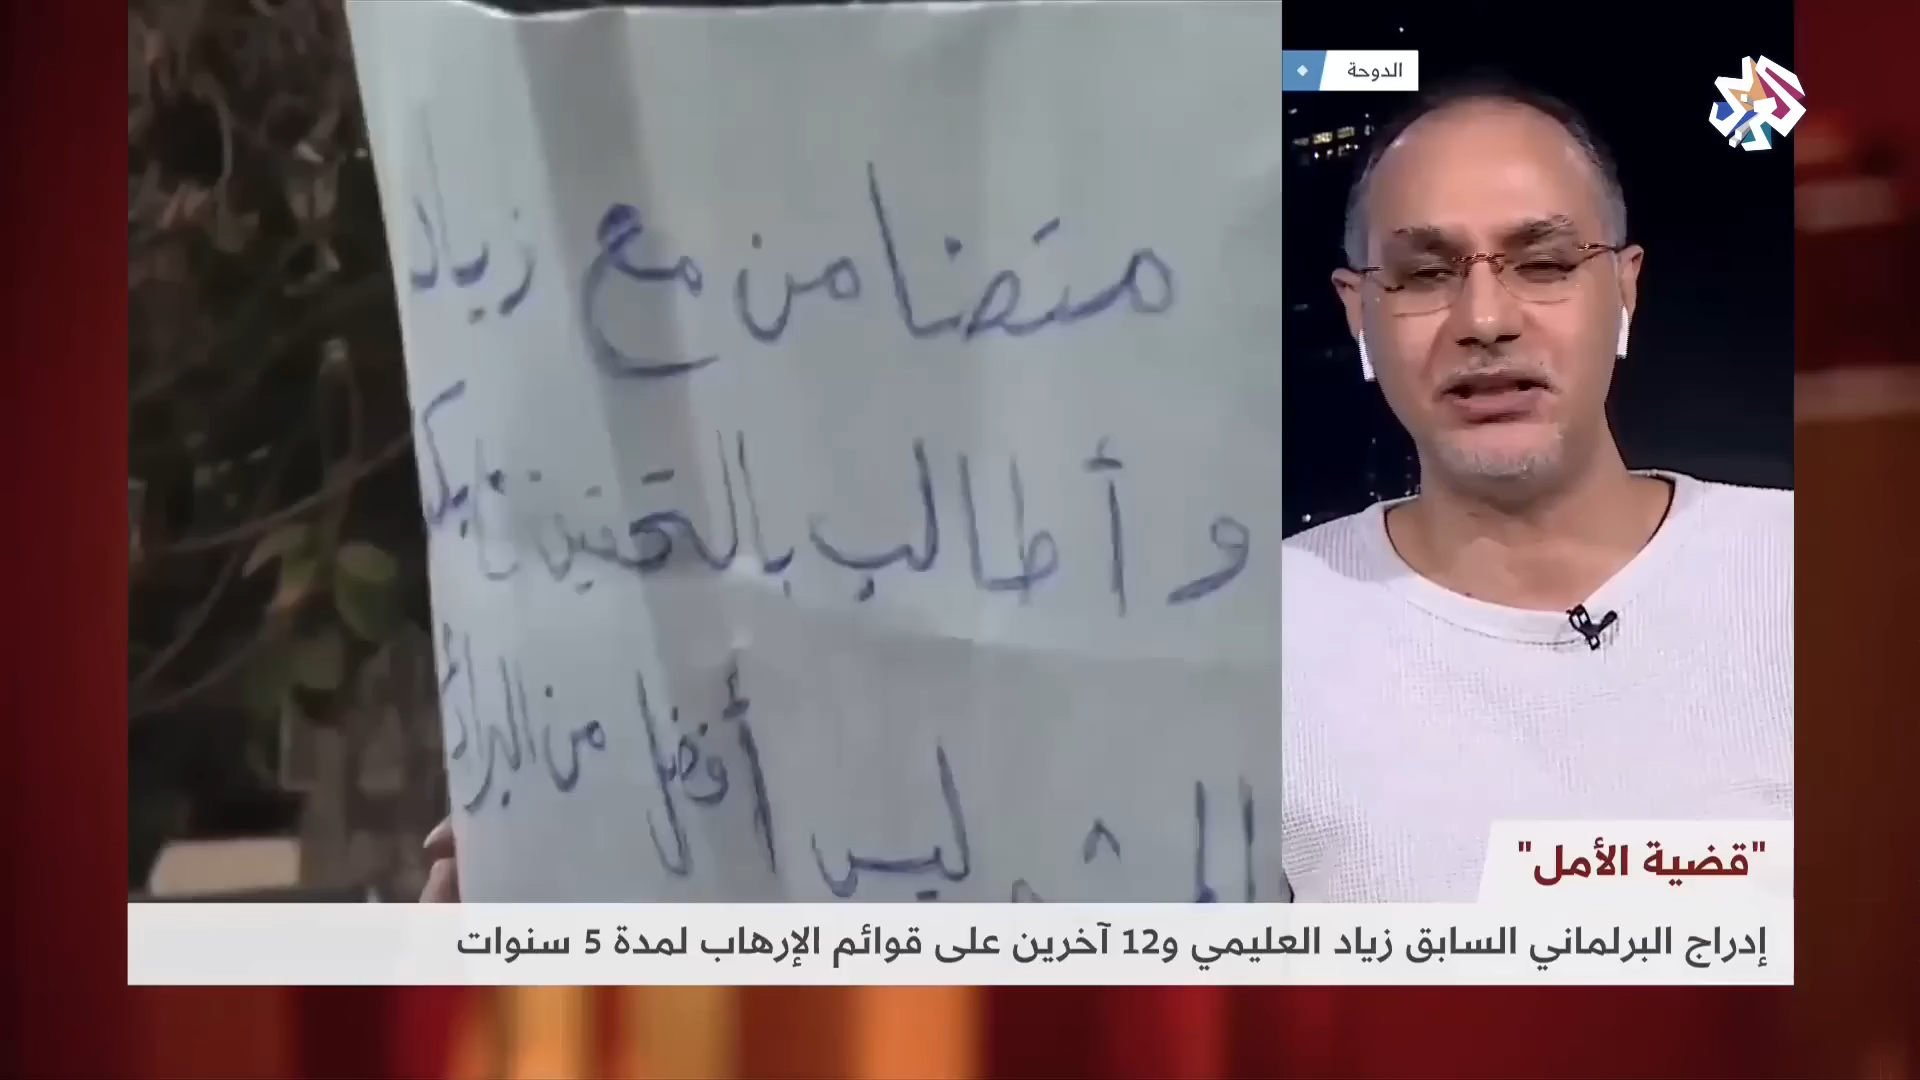 الدوحة
متضامن مع زياد
و أطالب بالتحقيق
ليس أفضل من
"قضية الأمل"
إدراج البرلماني السابق زياد العليمي و12 آخرين على قوائم الإرهاب لمدة 5 سنوات